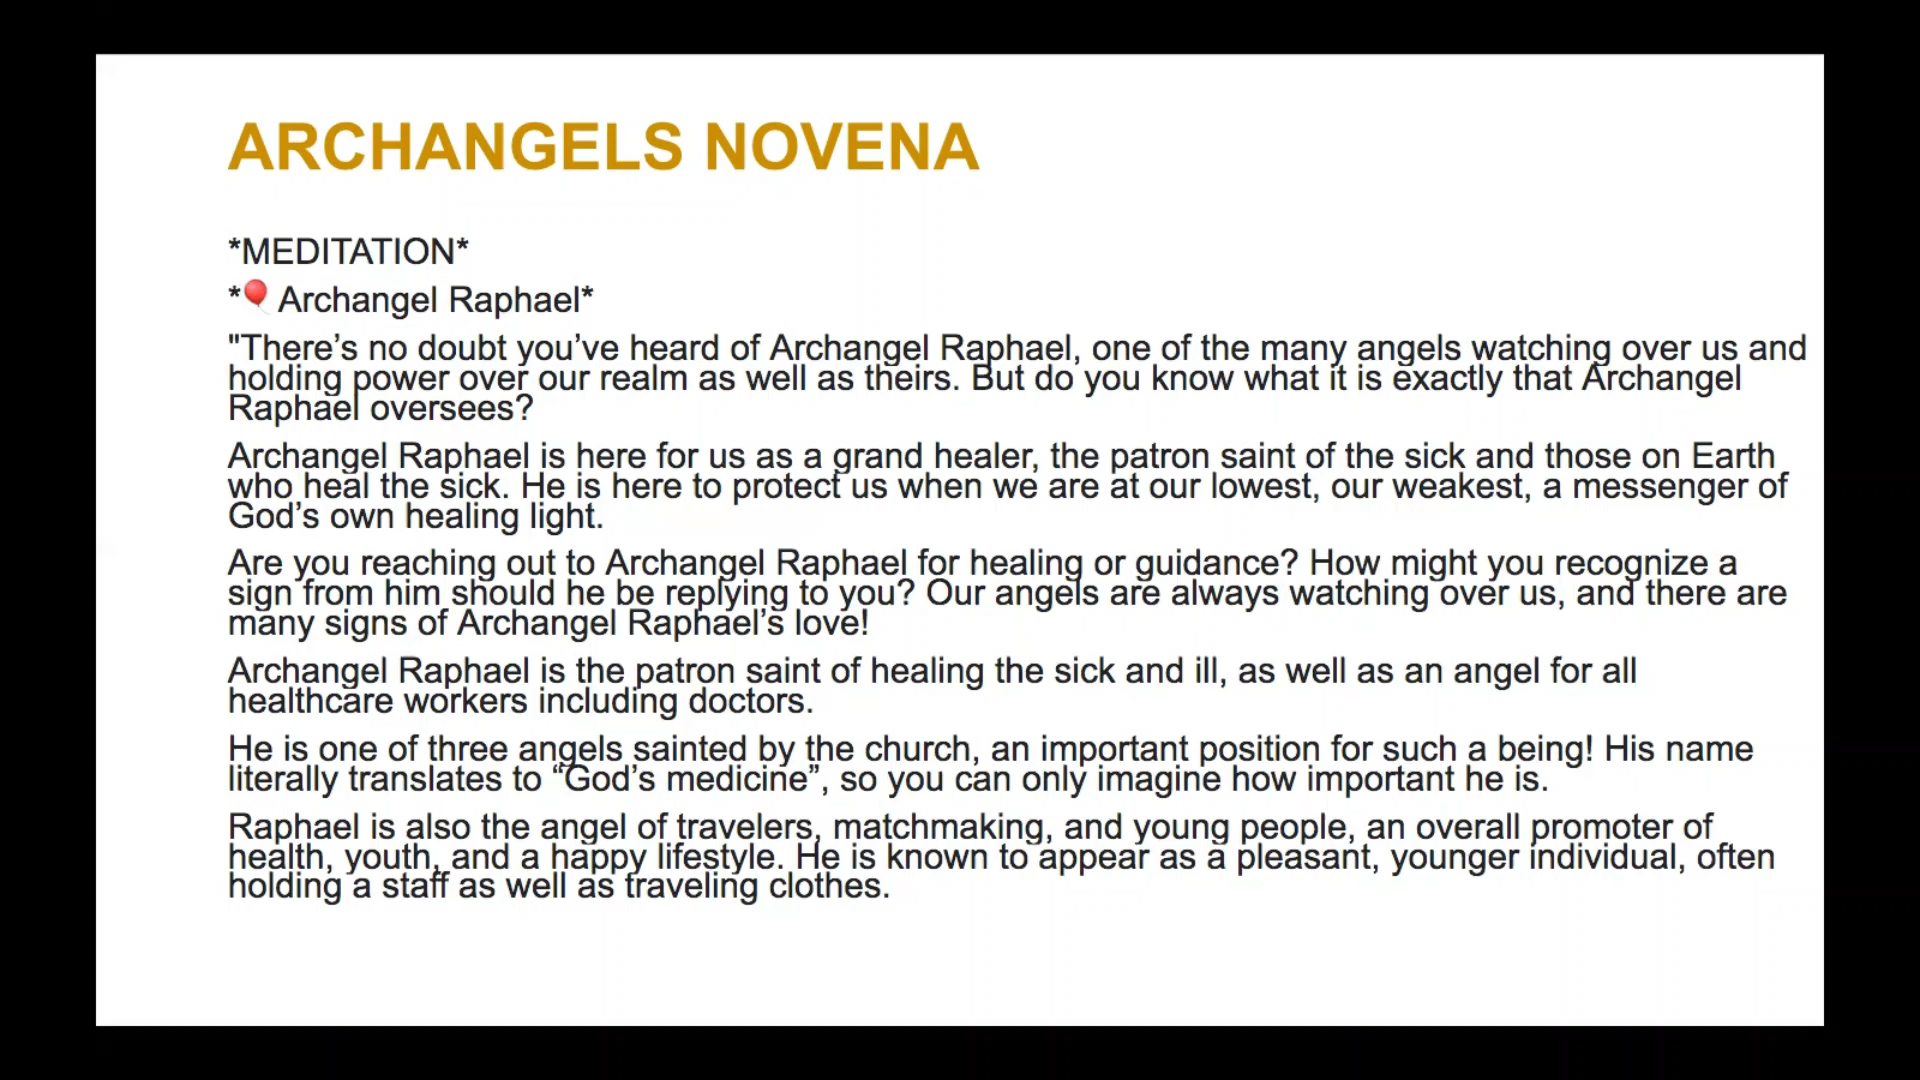 ARCHANGELS NOVENA
*MEDITATION*
*🎈 Archangel Raphael*
"There’s no doubt you’ve heard of Archangel Raphael, one of the many angels watching over us and
holding power over our realm as well as theirs. But do you know what it is exactly that Archangel
Raphael oversees?
Archangel Raphael is here for us as a grand healer, the patron saint of the sick and those on Earth
who heal the sick. He is here to protect us when we are at our lowest, our weakest, a messenger of
God’s own healing light.
Are you reaching out to Archangel Raphael for healing or guidance? How might you recognize a
sign from him should he be replying to you? Our angels are always watching over us, and there are
many signs of Archangel Raphael’s love!
Archangel Raphael is the patron saint of healing the sick and ill, as well as an angel for all
healthcare workers including doctors.
He is one of three angels sainted by the church, an important position for such a being! His name
literally translates to “God’s medicine”, so you can only imagine how important he is.
Raphael is also the angel of travelers, matchmaking, and young people, an overall promoter of
health, youth, and a happy lifestyle. He is known to appear as a pleasant, younger individual, often
holding a staff as well as traveling clothes.